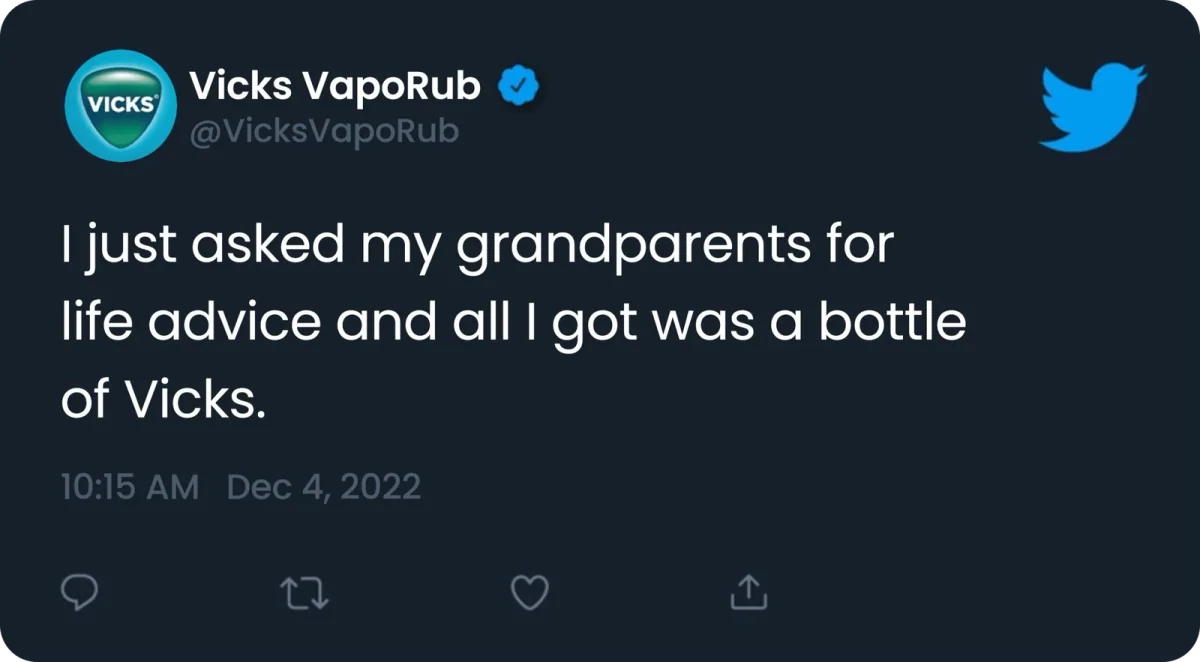 VICKS
Vicks VapoRub
@VicksVapoRub
I just asked my grandparents for
life advice and all I got was a bottle
of Vicks.
10:15 AM Dec 4, 2022